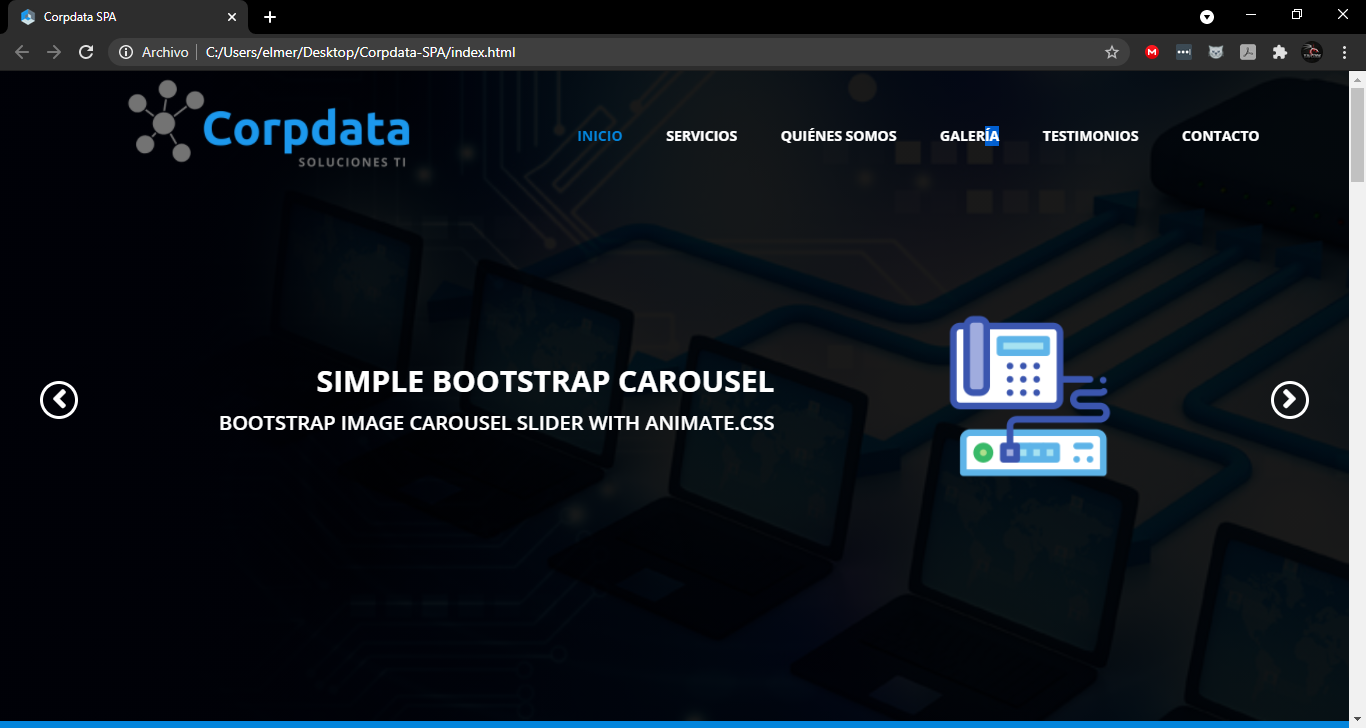 Corpdata SPA
Archivo
C:/Users/elmer/Desktop/Corpdata-SPA/index.html
Corpdata
SOLUCIONES TI
INICIO SERVICIOS QUIÉNES SOMOS GALERÍA TESTIMONIOS CONTACTO
SIMPLE BOOTSTRAP CAROUSEL
BOOTSTRAP IMAGE CAROUSEL SLIDER WITH ANIMATE.CSS